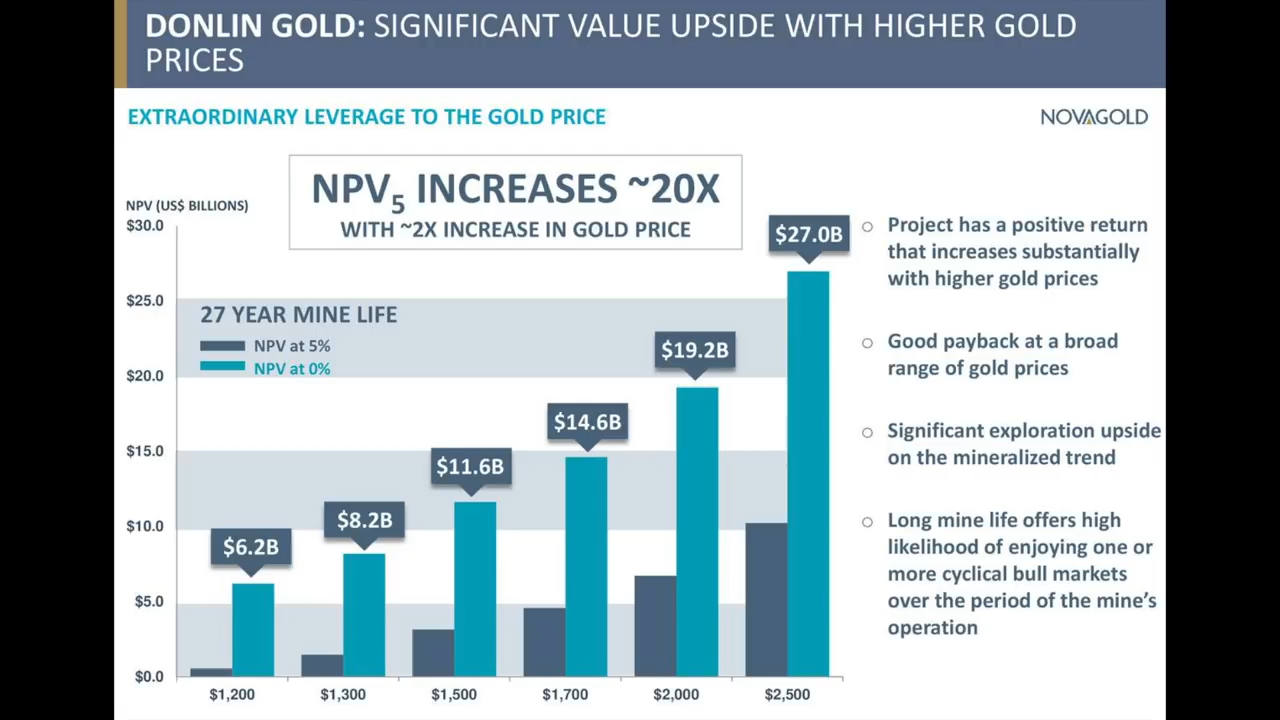 DONLIN GOLD: SIGNIFICANT VALUE UPSIDE WITH HIGHER GOLD
PRICES
EXTRAORDINARY LEVERAGE TO THE GOLD PRICE
NOVAGOLD
NPV5 INCREASES ~20X
WITH ~2X INCREASE IN GOLD PRICE
NPV (US$ BILLIONS)
$30.0
$25.0
$20.0
$15.0
$10.0
$5.0
$0.0
27 YEAR MINE LIFE
NPV at 5%
NPV at 0%
$6.2B
$8.2B
$11.6B
$14.6B
$19.2B
$27.0B
$1,200
$1,300
$1,500
$1,700
$2,000
$2,500
○ Project has a positive return
that increases substantially
with higher gold prices
○ Good payback at a broad
range of gold prices
○ Significant exploration upside
on the mineralized trend
○ Long mine life offers high
likelihood of enjoying one or
more cyclical bull markets
over the period of the mine’s
operation